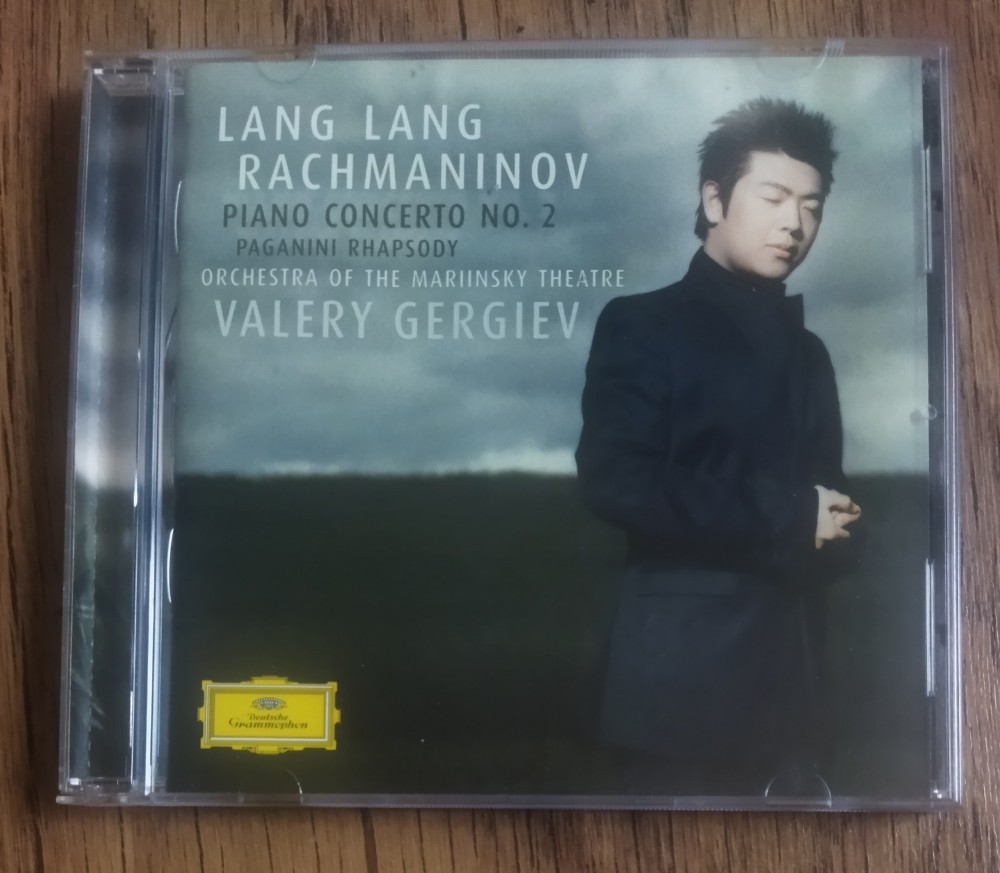 LANG LANG
RACHMANINOV
PIANO CONCERTO NO. 2
PAGANINI RHAPSODY
ORCHESTRA OF THE MARIINSKY THEATRE
VALERY GERGIEV
Deutsche
Grammophon